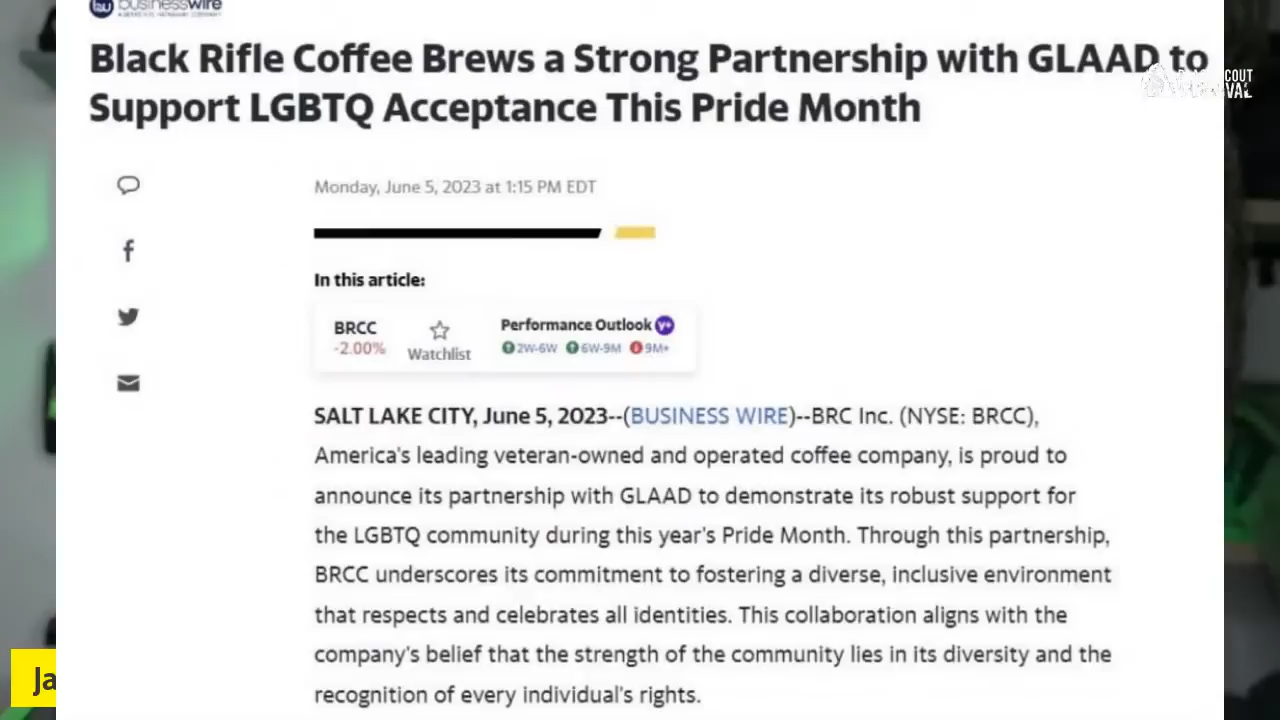 businesswire
Black Rifle Coffee Brews a Strong Partnership with GLAAD to
Support LGBTQ Acceptance This Pride Month
Monday, June 5, 2023 at 1:15 PM EDT
In this article:
BRCC
-2.00%
Watchlist
Performance Outlook y+
2W-6W 6W-9M 9M+
SALT LAKE CITY, June 5, 2023--(BUSINESS WIRE)--BRC Inc. (NYSE: BRCC),
America's leading veteran-owned and operated coffee company, is proud to
announce its partnership with GLAAD to demonstrate its robust support for
the LGBTQ community during this year's Pride Month. Through this partnership,
BRCC underscores its commitment to fostering a diverse, inclusive environment
that respects and celebrates all identities. This collaboration aligns with the
company's belief that the strength of the community lies in its diversity and the
recognition of every individual's rights.
Ja